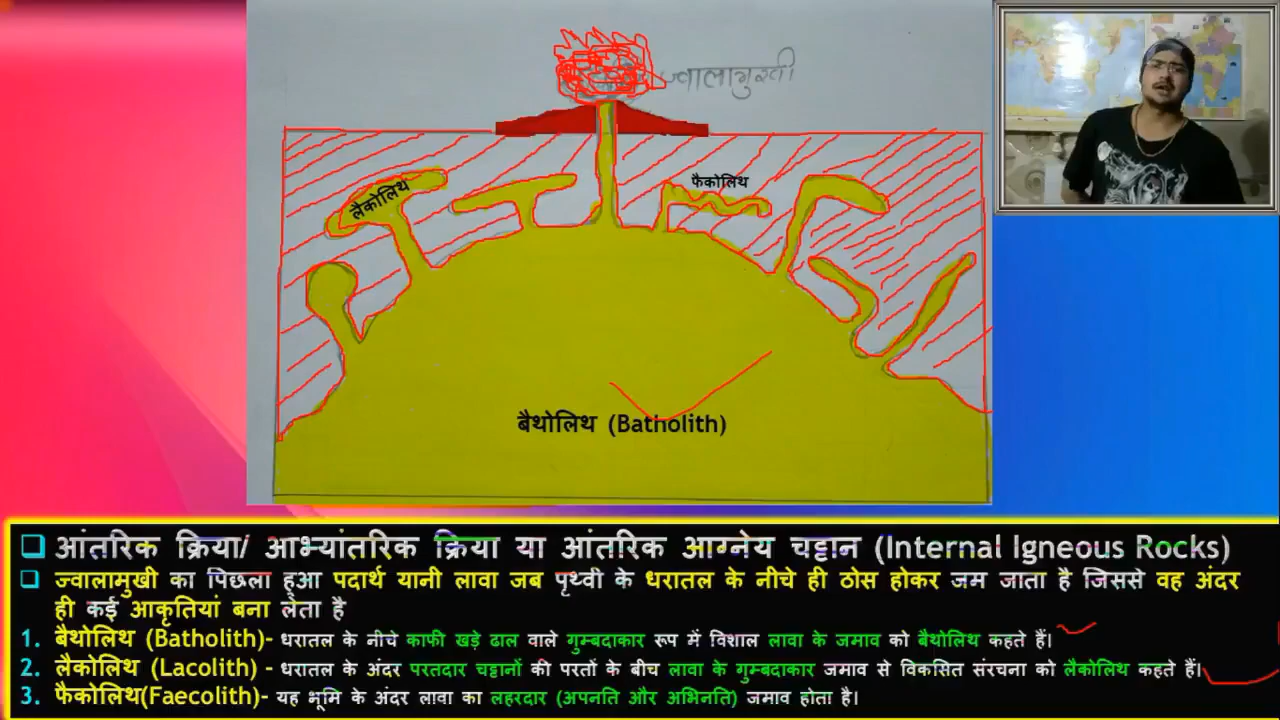 ज्वालामुखी
लैकोलिथ
फैकोलिथ
बैथोलिथ (Batholith)
आंतरिक क्रिया/ आभ्यांतरिक क्रिया या आंतरिक आग्नेय चट्टान (Internal Igneous Rocks)
ज्वालामुखी का पिछला हुआ पदार्थ यानी लावा जब पृथ्वी के धरातल के नीचे ही ठोस होकर जम जाता है जिससे वह अंदर
ही कई आकृतियां बना लेता है
1. बैथोलिथ (Batholith)- धरातल के नीचे काफी खड़े ढाल वाले गुम्बदाकार रूप में विशाल लावा के जमाव को बैथोलिथ कहते हैं।
2. लैकोलिथ (Lacolith) - धरातल के अंदर परतदार चट्टानों की परतों के बीच लावा के गुम्बदाकार जमाव से विकसित संरचना को लैकोलिथ कहते हैं।
3. फैकोलिथ(Faecolith)- यह भूमि के अंदर लावा का लहरदार (अपनति और अभिनति) जमाव होता है।